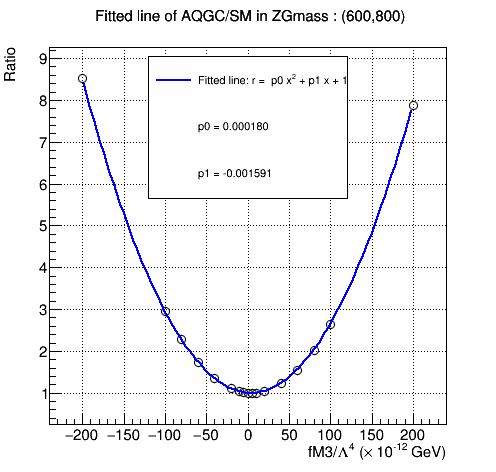 Fitted line of AQGC/SM in ZGmass : (600,800)
Ratio
9
8
7
6
5
4
3
2
1
Fitted line: r = p0 x² + p1 x + 1
p0 = 0.000180
p1 = -0.001591
−200 −150 −100 −50 0 50 100 150 200
fM3/Λ⁴ (× 10⁻¹² GeV)